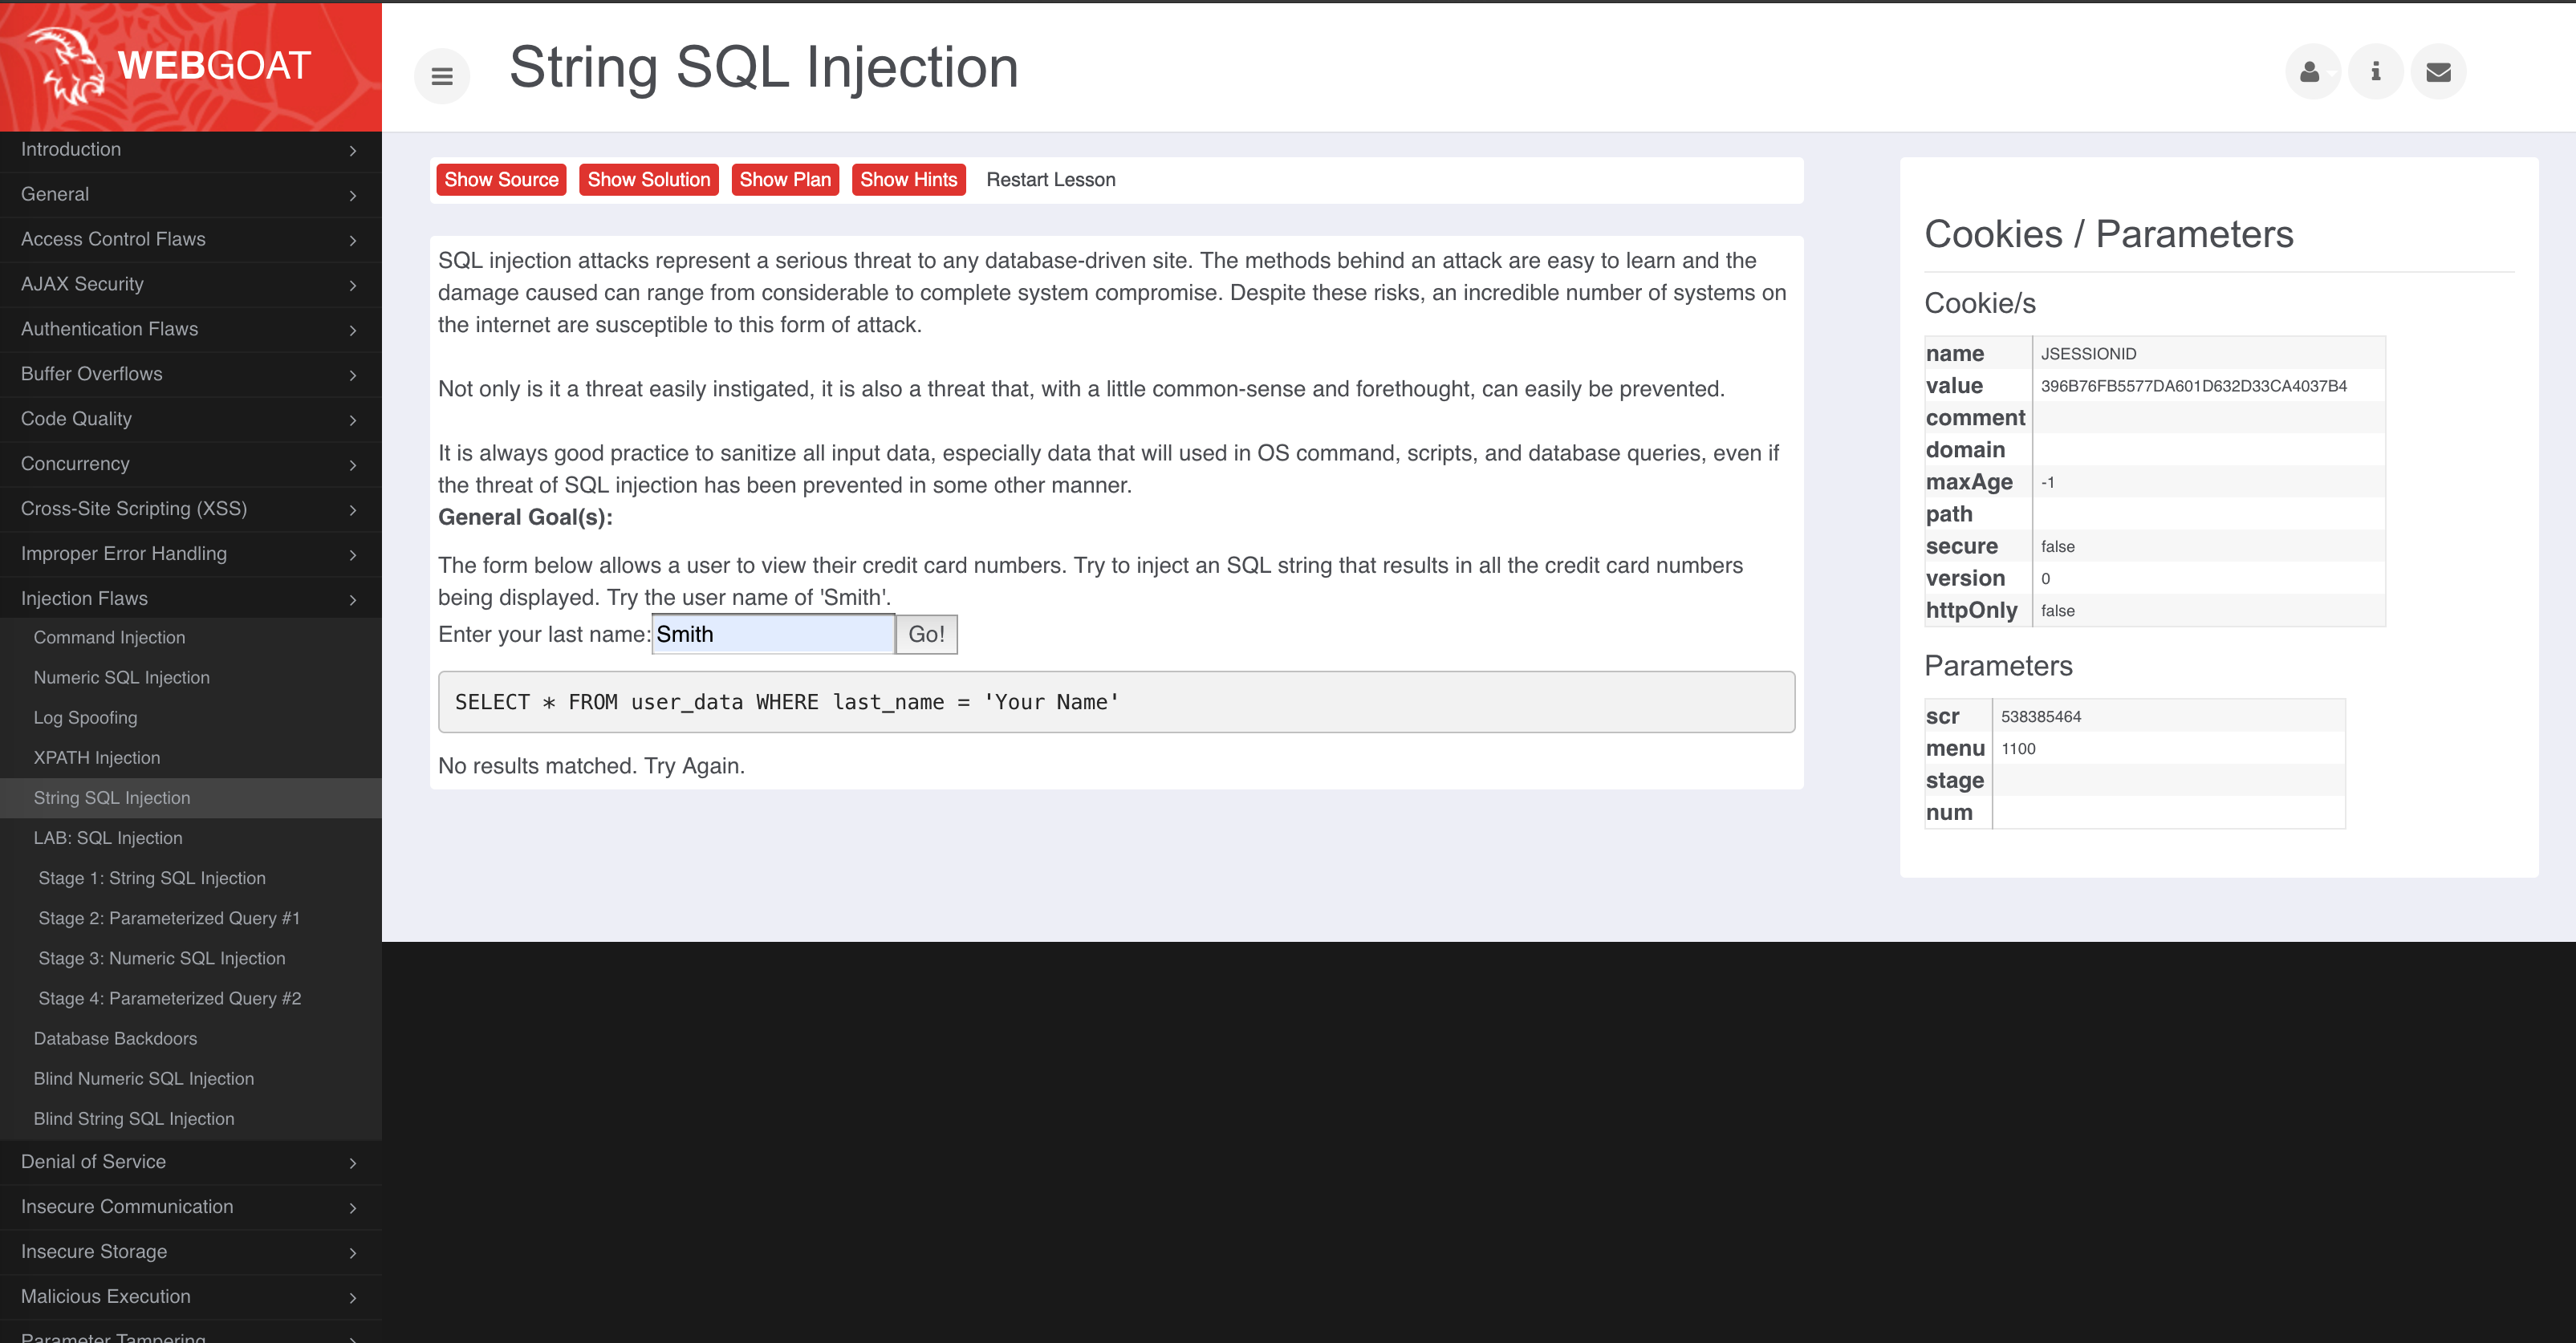 WEBGOAT
String SQL Injection
Introduction
General
Access Control Flaws
AJAX Security
Authentication Flaws
Buffer Overflows
Code Quality
Concurrency
Cross-Site Scripting (XSS)
Improper Error Handling
Injection Flaws
Command Injection
Numeric SQL Injection
Log Spoofing
XPATH Injection
String SQL Injection
LAB: SQL Injection
Stage 1: String SQL Injection
Stage 2: Parameterized Query #1
Stage 3: Numeric SQL Injection
Stage 4: Parameterized Query #2
Database Backdoors
Blind Numeric SQL Injection
Blind String SQL Injection
Denial of Service
Insecure Communication
Insecure Storage
Malicious Execution
Parameter Tampering
Show Source Show Solution Show Plan Show Hints Restart Lesson
SQL injection attacks represent a serious threat to any database-driven site. The methods behind an attack are easy to learn and the
damage caused can range from considerable to complete system compromise. Despite these risks, an incredible number of systems on
the internet are susceptible to this form of attack.
Not only is it a threat easily instigated, it is also a threat that, with a little common-sense and forethought, can easily be prevented.
It is always good practice to sanitize all input data, especially data that will used in OS command, scripts, and database queries, even if
the threat of SQL injection has been prevented in some other manner.
General Goal(s):
The form below allows a user to view their credit card numbers. Try to inject an SQL string that results in all the credit card numbers
being displayed. Try the user name of 'Smith'.
Enter your last name: Smith Go!
SELECT * FROM user_data WHERE last_name = 'Your Name'
No results matched. Try Again.
Cookies / Parameters
Cookie/s
name JSESSIONID
value 396B76FB5577DA601D632D33CA4037B4
comment
domain
maxAge -1
path
secure false
version 0
httpOnly false
Parameters
scr 538385464
menu 1100
stage
num